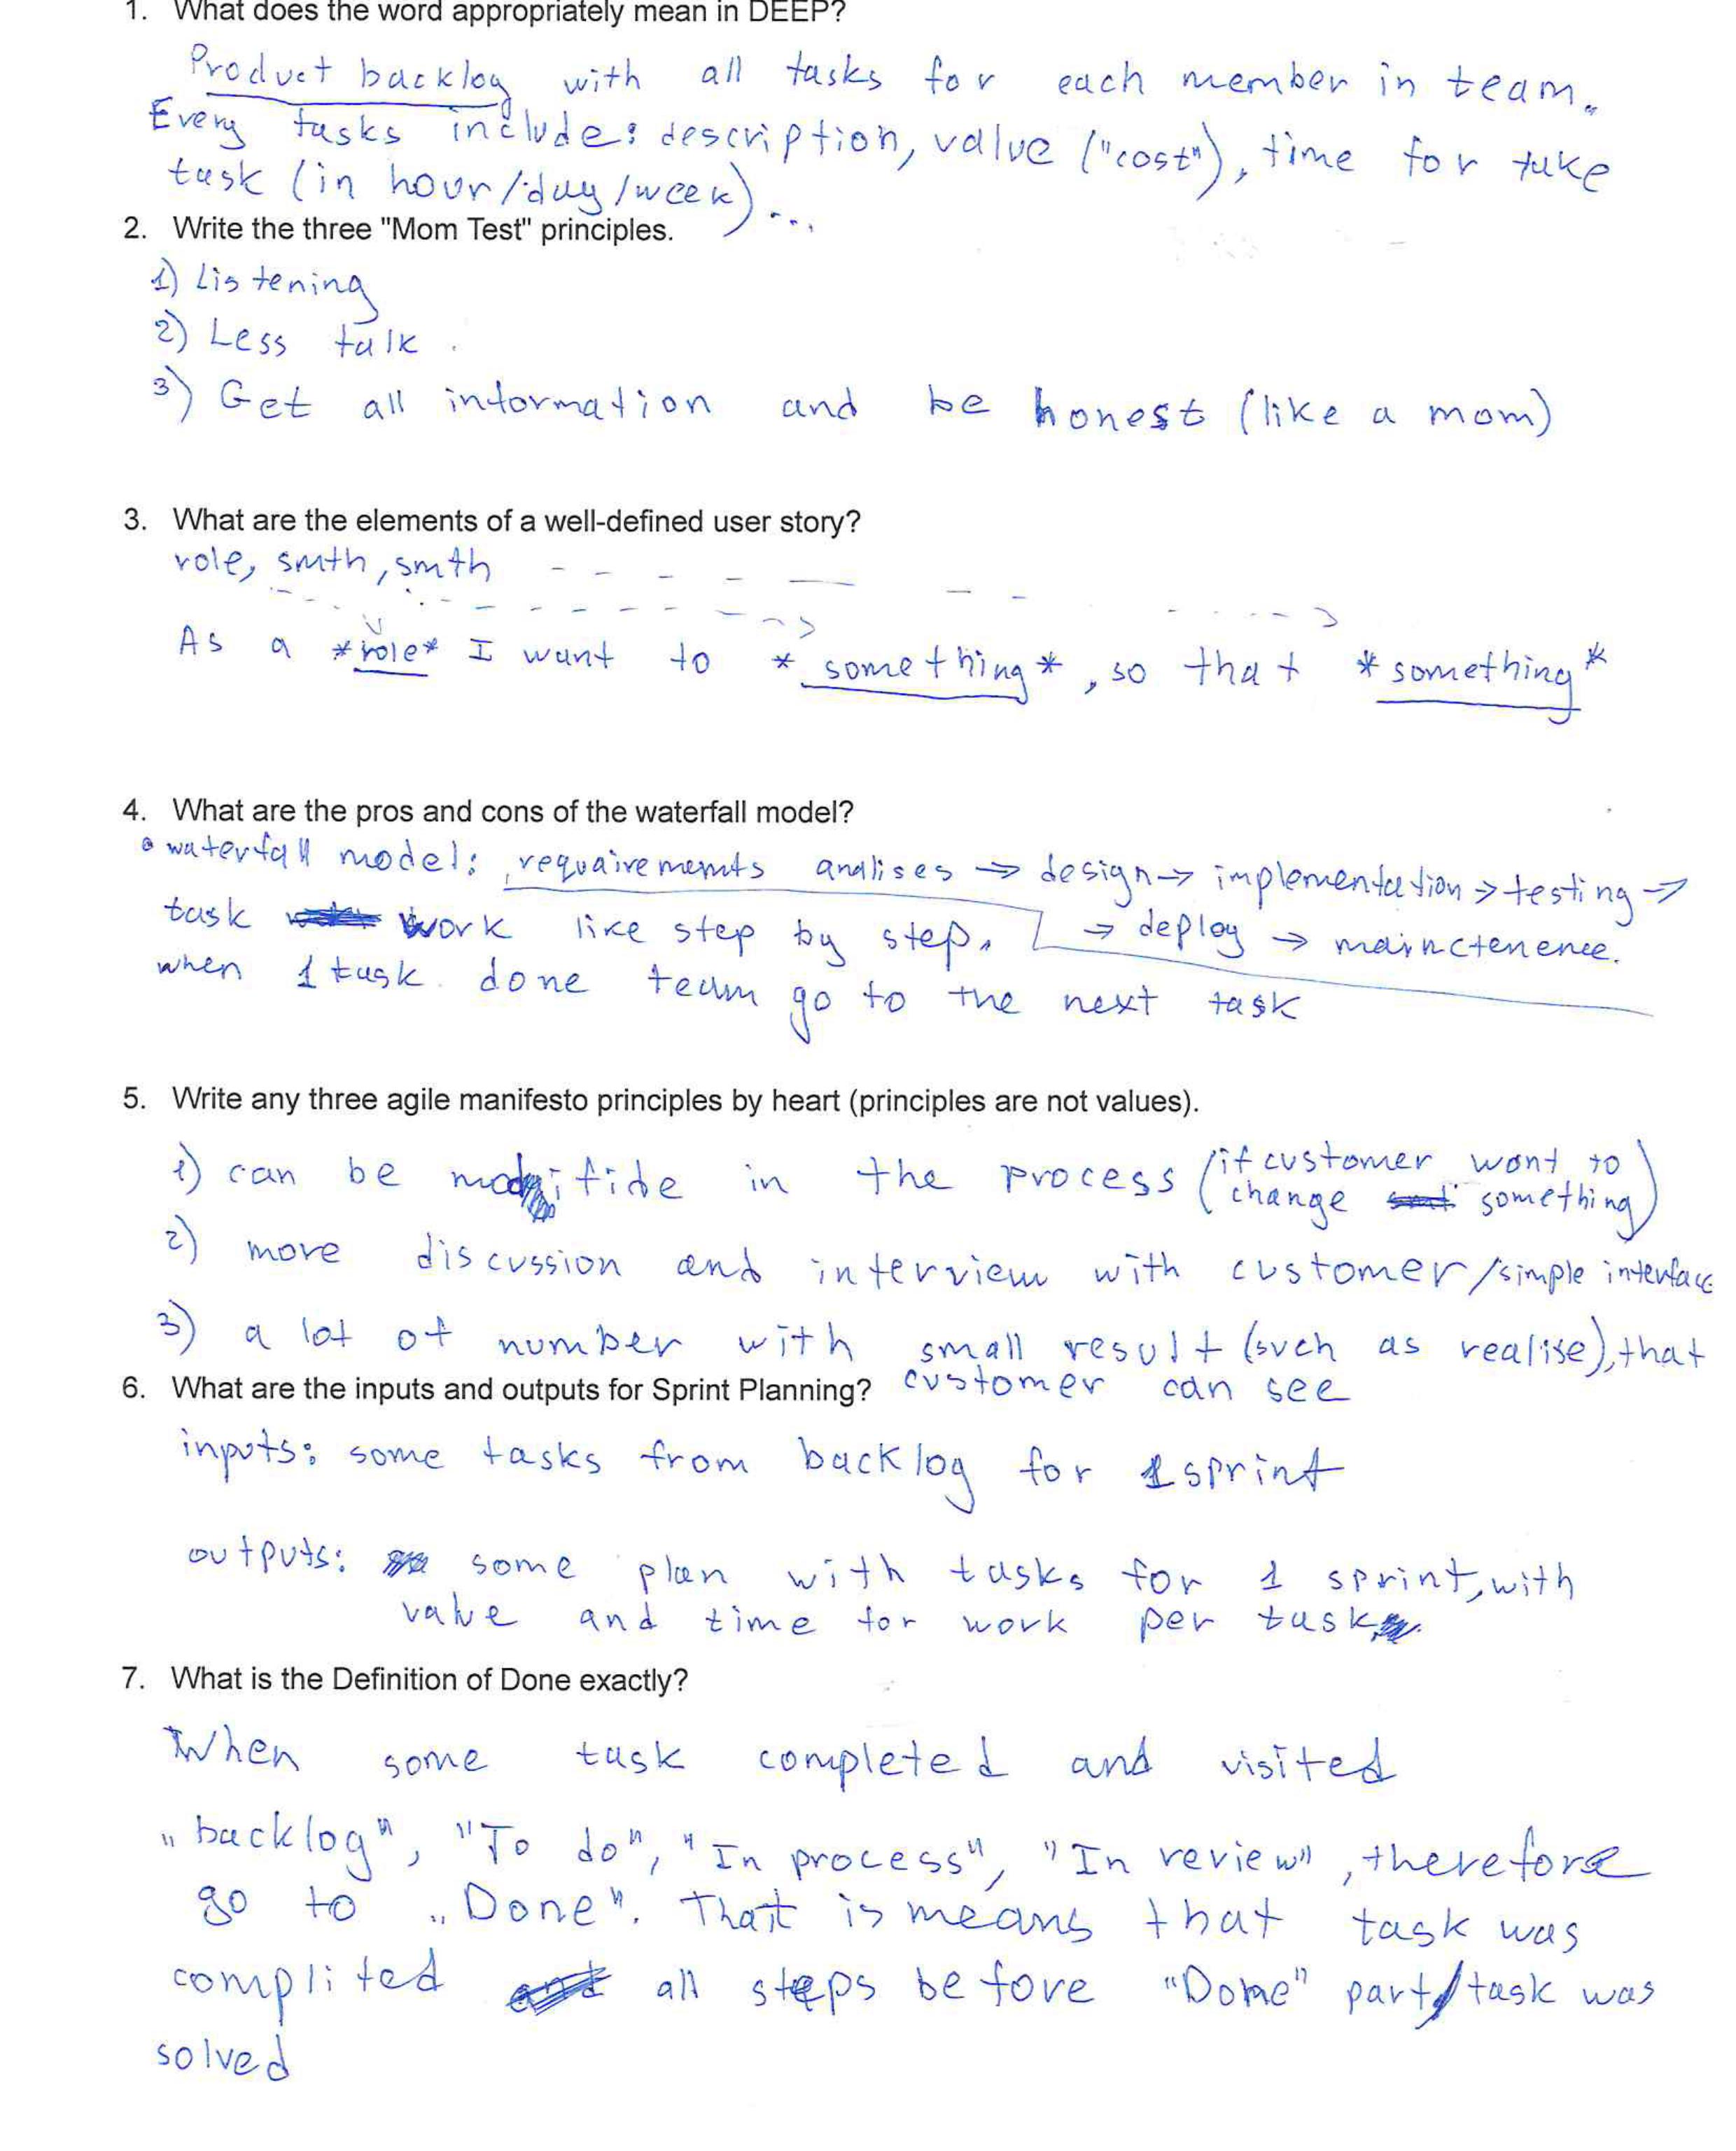 1. What does the word appropriately mean in DEEP?
Product backlog with all tasks for each member in team.
Every tasks include: description, value ("cost"), time for take
task (in hour/day/week)...
2. Write the three "Mom Test" principles.
1) Listening
2) Less talk.
3) Get all information and be honest (like a mom)
3. What are the elements of a well-defined user story?
role, smth, smth
As a *role* I want to *something*, so that *something*
4. What are the pros and cons of the waterfall model?
• waterfall model: requairements analises → design → implementation → testing →
task work like step by step. → deploy → mainctenence.
when 1 task done team go to the next task
5. Write any three agile manifesto principles by heart (principles are not values).
1) can be modifide in the process (if customer want to
change something)
2) more discussion and interview with customer/simple interface
3) a lot of number with small result (such as realise), that
customer can see
6. What are the inputs and outputs for Sprint Planning?
inputs: some tasks from backlog for 1 sprint
outputs: some plan with tasks for 1 sprint, with
value and time for work per task
7. What is the Definition of Done exactly?
When some task completed and visited
„backlog", "To do", "In process", "In review", therefore
go to „Done". That is means that task was
complited all steps before "Done" part/task was
solved